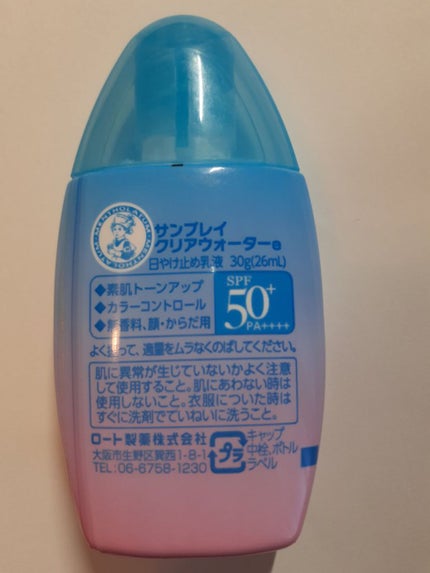 MENTHOLATUM
MENTHOLATUM
サンプレイ
クリアウォーターe
日やけ止め乳液 30g(26mL)
◆素肌トーンアップ
◆カラーコントロール
◆無香料、顔・からだ用
SPF
50+
PA++++
よく振って、適量をムラなくのばしてください。
肌に異常が生じていないかよく注意
して使用すること。肌にあわない時は
使用しないこと。衣服についた時は
すぐに洗剤でていねいに洗うこと。
ロート製薬株式会社
大阪市生野区巽西1-8-1
TEL:06-6758-1230
プラ
キャップ
中栓、ボトル
ラベル